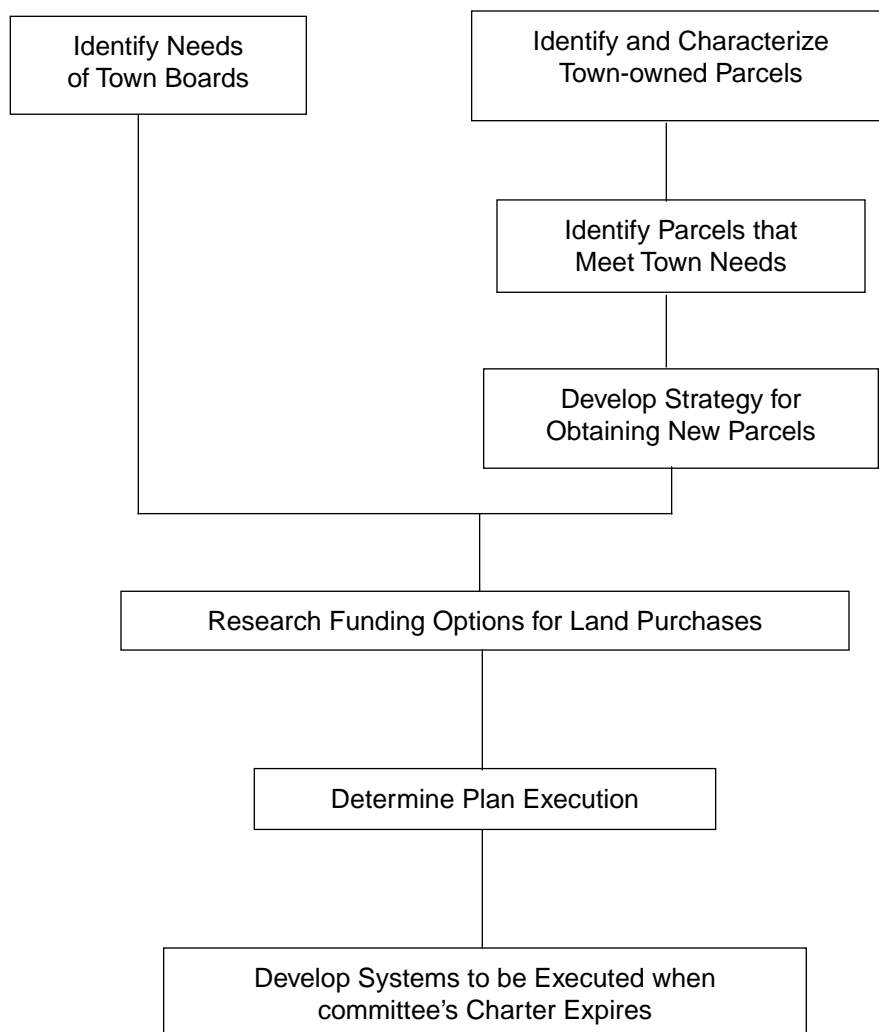 Identify Needs
of Town Boards
Identify and Characterize
Town-owned Parcels
Identify Parcels that
Meet Town Needs
Develop Strategy for
Obtaining New Parcels
Research Funding Options for Land Purchases
Determine Plan Execution
Develop Systems to be Executed when
committee's Charter Expires